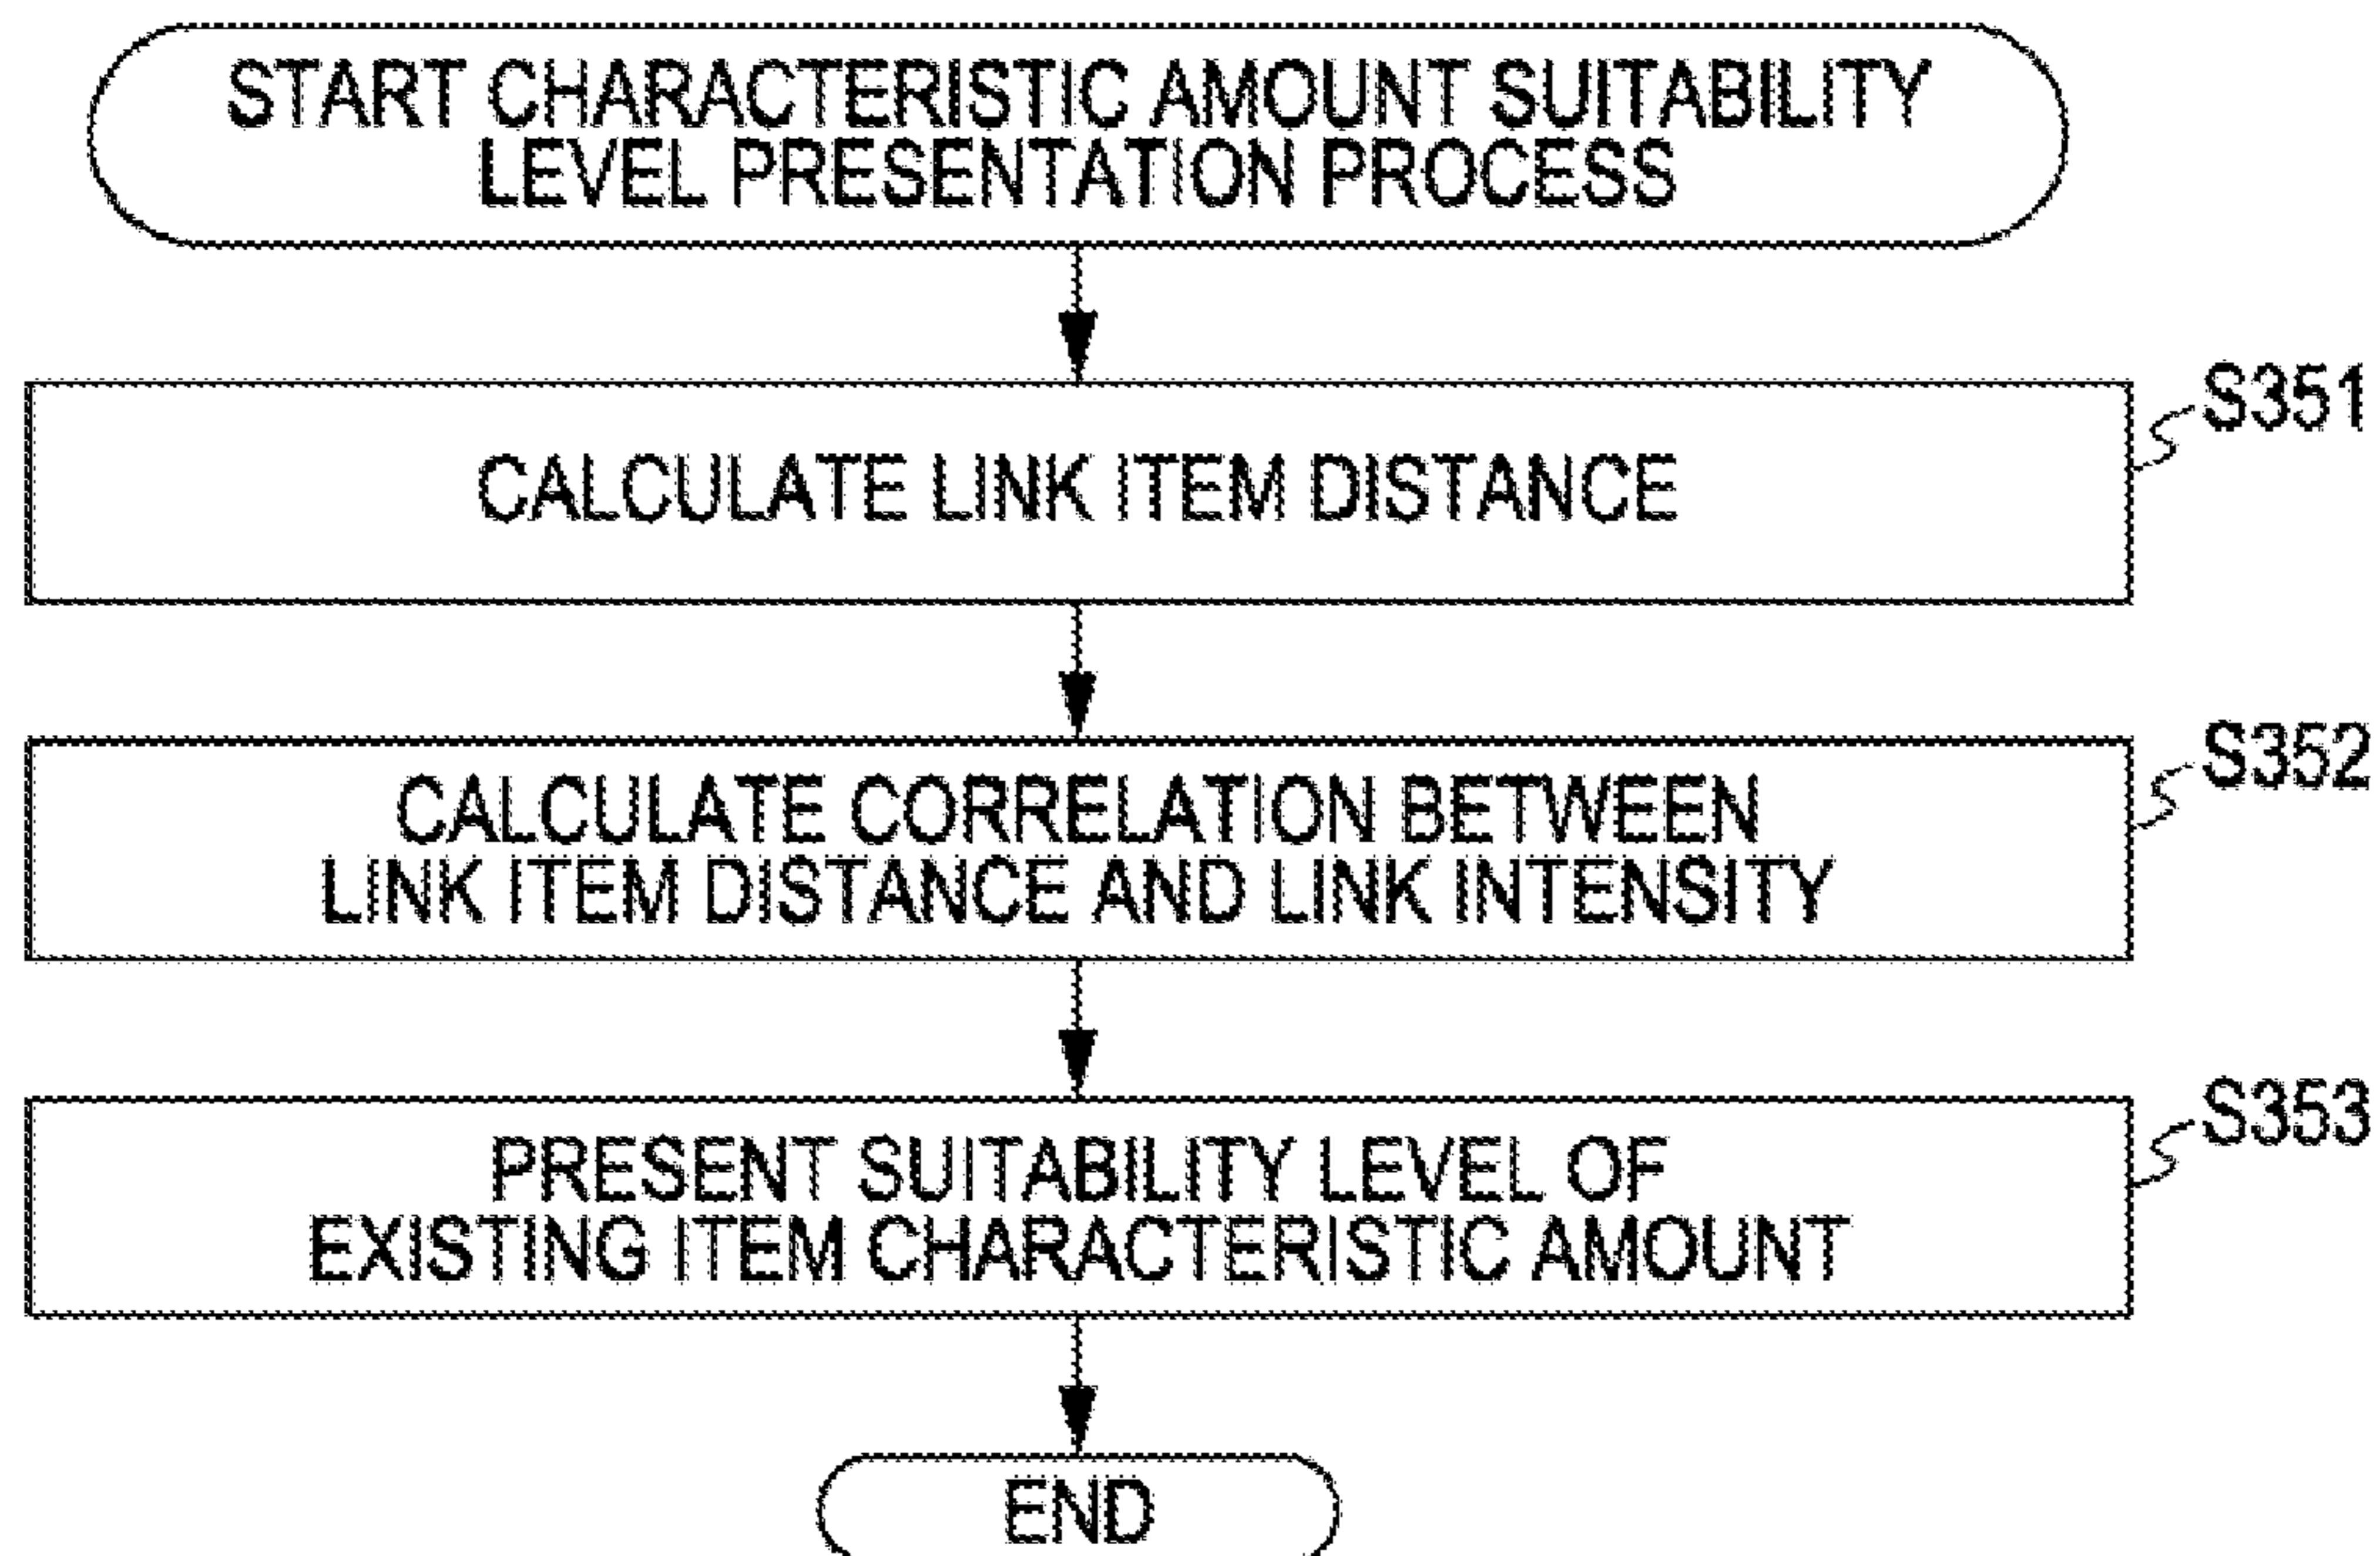 START CHARACTERISTIC AMOUNT SUITABILITY
LEVEL PRESENTATION PROCESS
S351
CALCULATE LINK ITEM DISTANCE
S352
CALCULATE CORRELATION BETWEEN
LINK ITEM DISTANCE AND LINK INTENSITY
S353
PRESENT SUITABILITY LEVEL OF
EXISTING ITEM CHARACTERISTIC AMOUNT
END